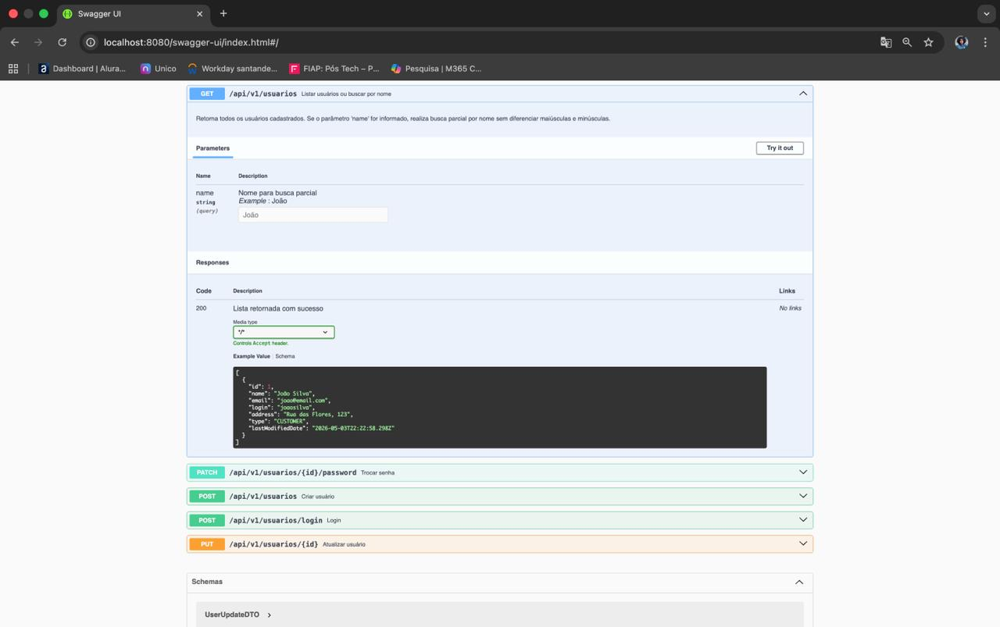 Swagger UI
localhost:8080/swagger-ui/index.html#/
Dashboard | Alura...
Unico
Workday santande...
FIAP: Pós Tech – P...
Pesquisa | M365 C...
GET /api/v1/usuarios Listar usuários ou buscar por nome
Retorna todos os usuários cadastrados. Se o parâmetro 'name' for informado, realiza busca parcial por nome sem diferenciar maiúsculas e minúsculas.
Parameters
Try it out
Name Description
name Nome para busca parcial
string Example : João
(query) João
Responses
Code Description Links
200 Lista retornada com sucesso No links
Media type
*/*
Controls Accept header.
Example Value Schema
[
{
"id": 1,
"name": "João Silva",
"email": "joao@email.com",
"login": "joaosilva",
"address": "Rua das Flores, 123",
"type": "CUSTOMER",
"lastModifiedDate": "2026-05-03T22:22:58.298Z"
}
]
PATCH /api/v1/usuarios/{id}/password Trocar senha
POST /api/v1/usuarios Criar usuário
POST /api/v1/usuarios/login Login
PUT /api/v1/usuarios/{id} Atualizar usuário
Schemas
UserUpdateDTO